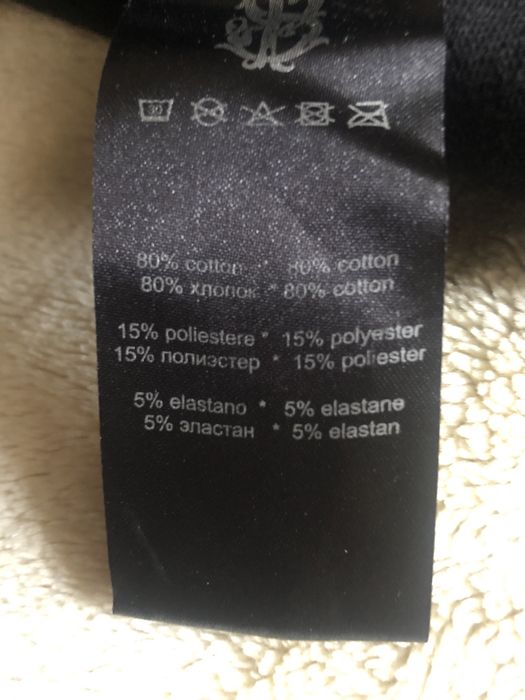 30
80% cotton * 80% cotton
80% хлопок * 80% cotton
15% poliestere * 15% polyester
15% полиэстер * 15% poliester
5% elastano * 5% elastane
5% эластан * 5% elastan